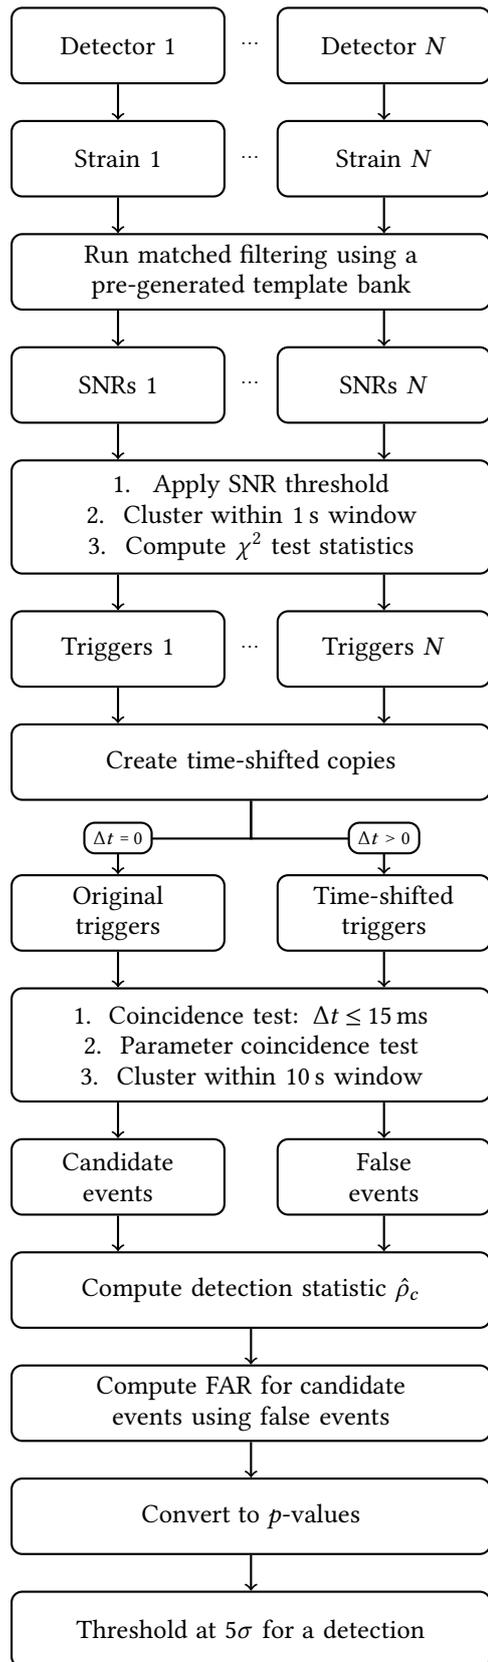 Detector 1 ... Detector N
Strain 1 ... Strain N
Run matched filtering using a
pre-generated template bank
SNRs 1 ... SNRs N
1. Apply SNR threshold
2. Cluster within 1 s window
3. Compute χ² test statistics
Triggers 1 ... Triggers N
Create time-shifted copies
Δt = 0
Δt > 0
Original
triggers
Time-shifted
triggers
1. Coincidence test: Δt ≤ 15 ms
2. Parameter coincidence test
3. Cluster within 10 s window
Candidate
events
False
events
Compute detection statistic ρ̂c
Compute FAR for candidate
events using false events
Convert to p-values
Threshold at 5σ for a detection